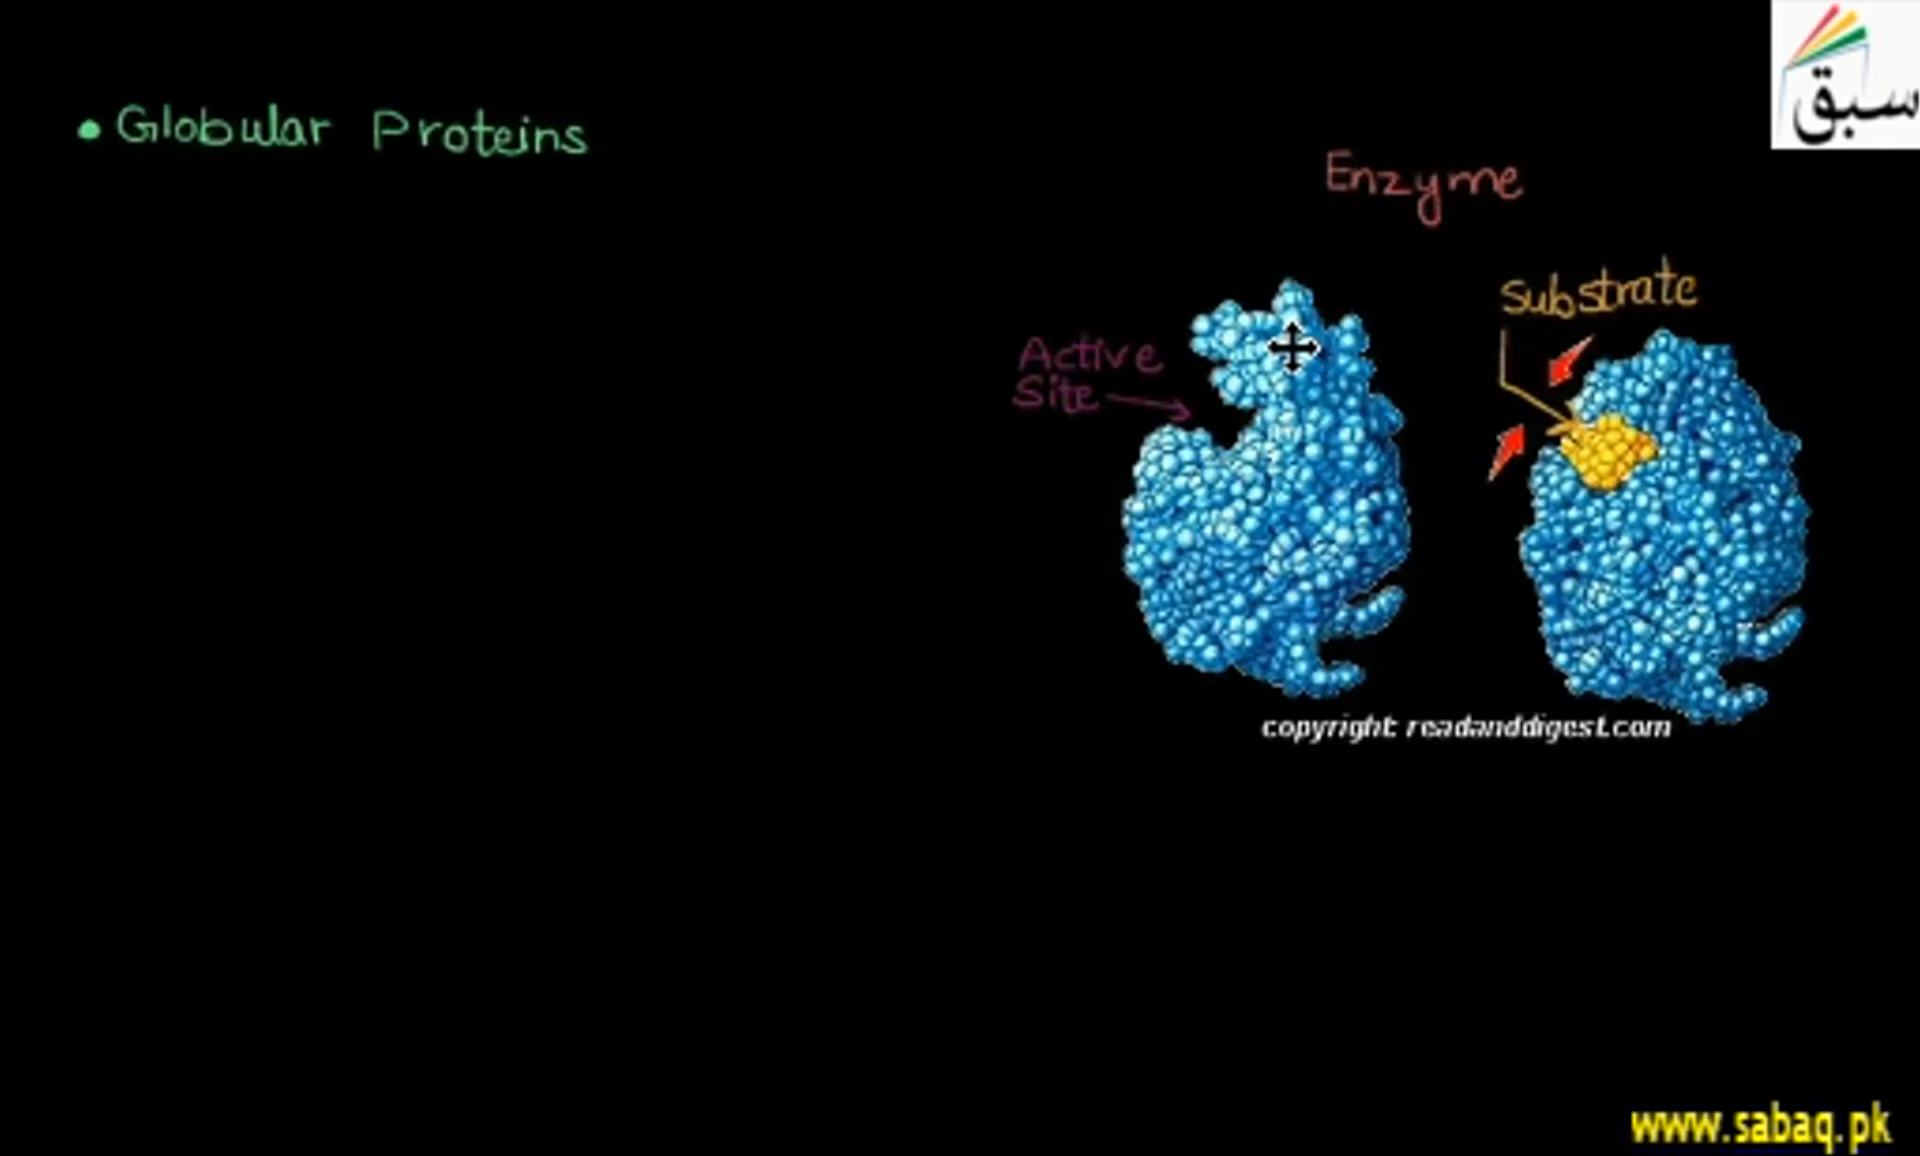 سبق
• Globular Proteins
Enzyme
Substrate
Active
Site
copyright: readanddigest.com
www.sabaq.pk